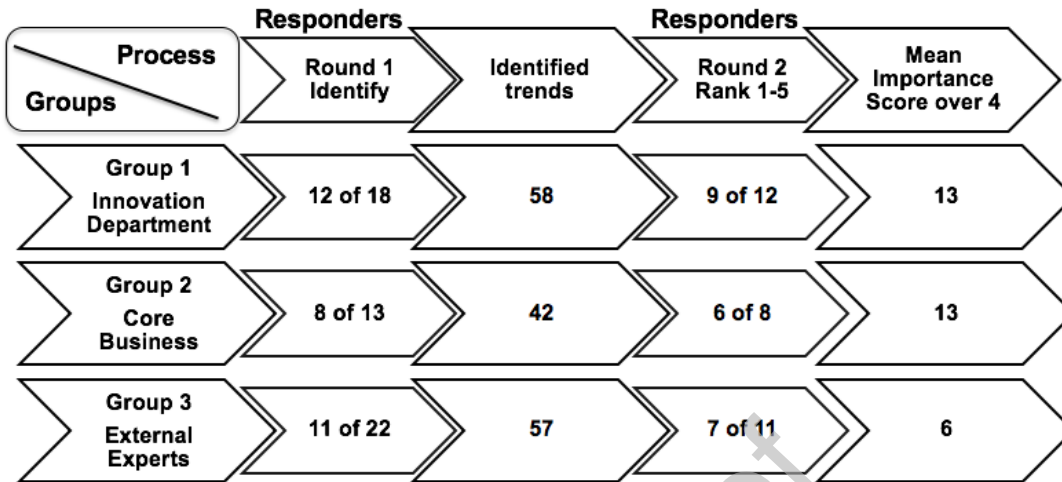 Responders
Responders
Process
Groups
Round 1
Identify
Identified
trends
Round 2
Rank 1-5
Mean
Importance
Score over 4
Group 1
Innovation
Department
12 of 18
58
9 of 12
13
Group 2
Core
Business
8 of 13
42
6 of 8
13
Group 3
External
Experts
11 of 22
57
7 of 11
6